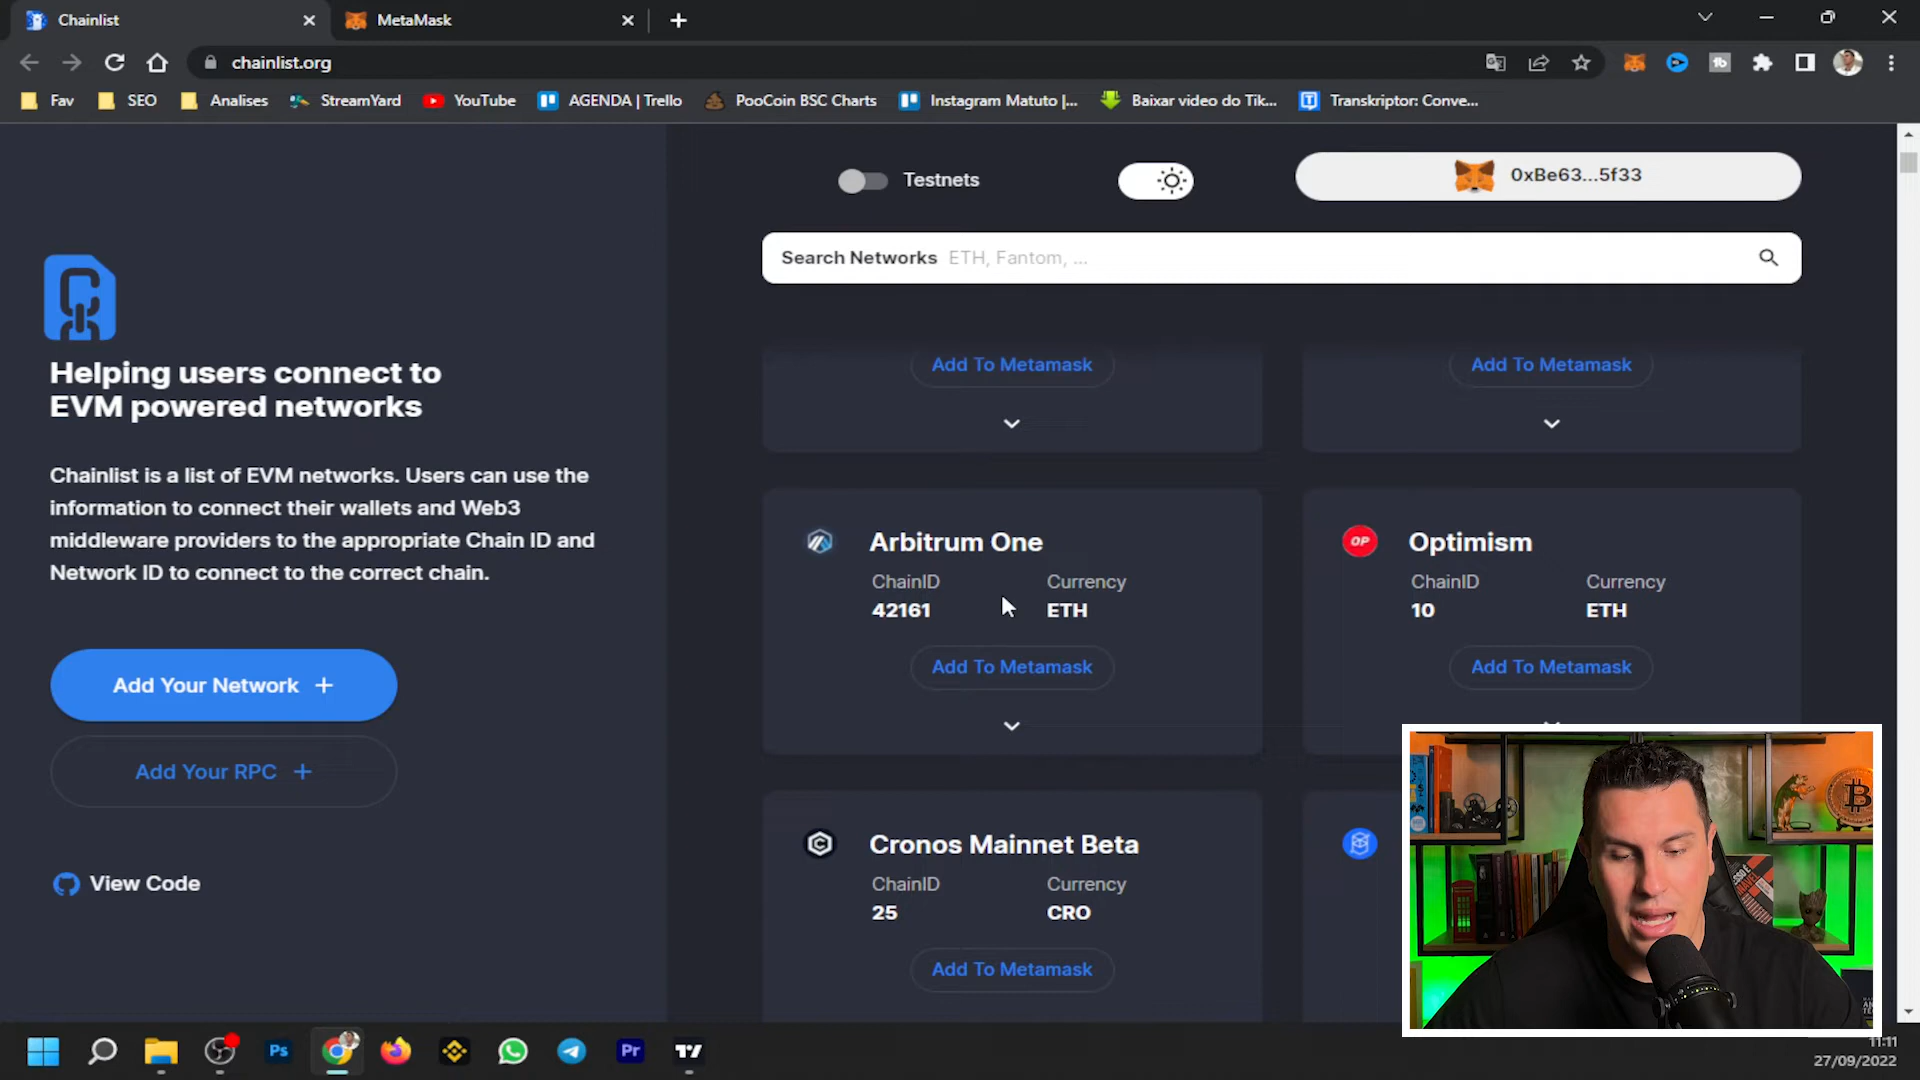 Chainlist
MetaMask
chainlist.org
Fav
SEO
Analises
StreamYard
YouTube
AGENDA | Trello
PooCoin BSC Charts
Instagram Matuto |...
Baixar video do Tik...
Transkriptor: Conve...
Testnets
0xBe63...5f33
Search Networks ETH, Fantom, ...
Helping users connect to
EVM powered networks
Chainlist is a list of EVM networks. Users can use the
information to connect their wallets and Web3
middleware providers to the appropriate Chain ID and
Network ID to connect to the correct chain.
Add Your Network +
Add Your RPC +
View Code
Add To Metamask
Add To Metamask
Arbitrum One
ChainID Currency
42161 ETH
Add To Metamask
OP
Optimism
ChainID Currency
10 ETH
Add To Metamask
Cronos Mainnet Beta
ChainID Currency
25 CRO
Add To Metamask
Ps
Pr
11:11
27/09/2022